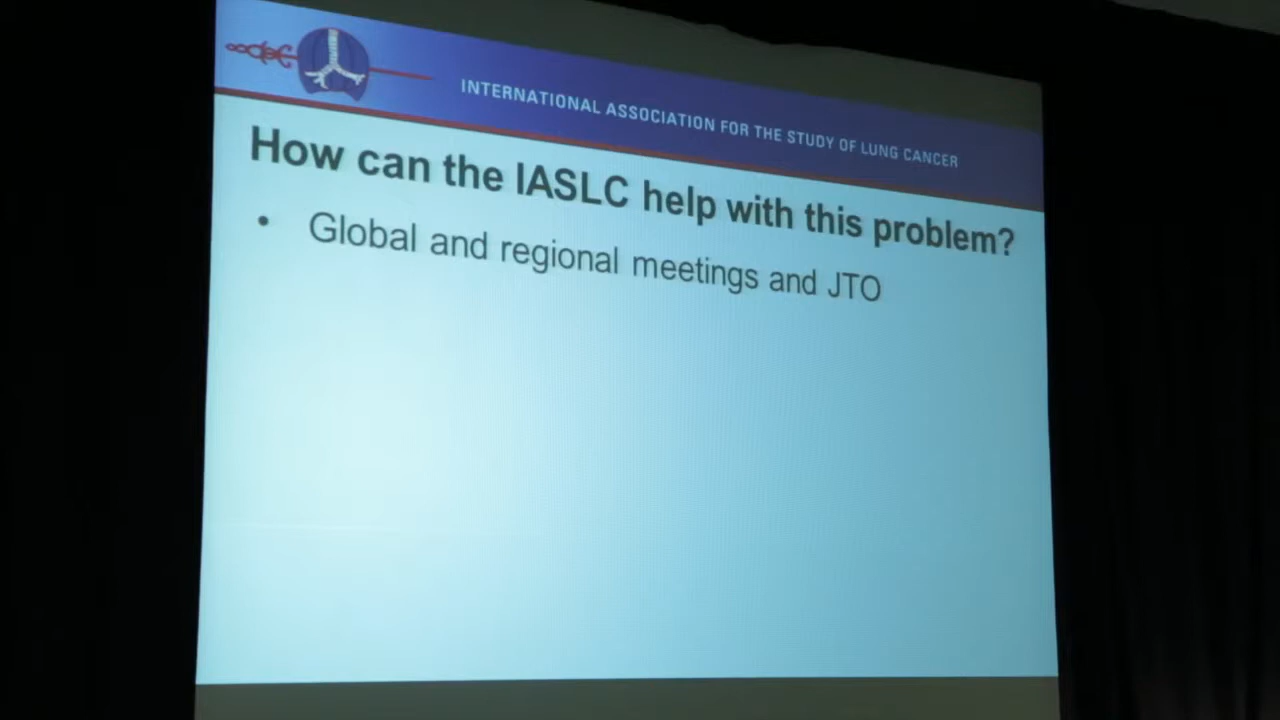 INTERNATIONAL ASSOCIATION FOR THE STUDY OF LUNG CANCER
How can the IASLC help with this problem?
• Global and regional meetings and JTO